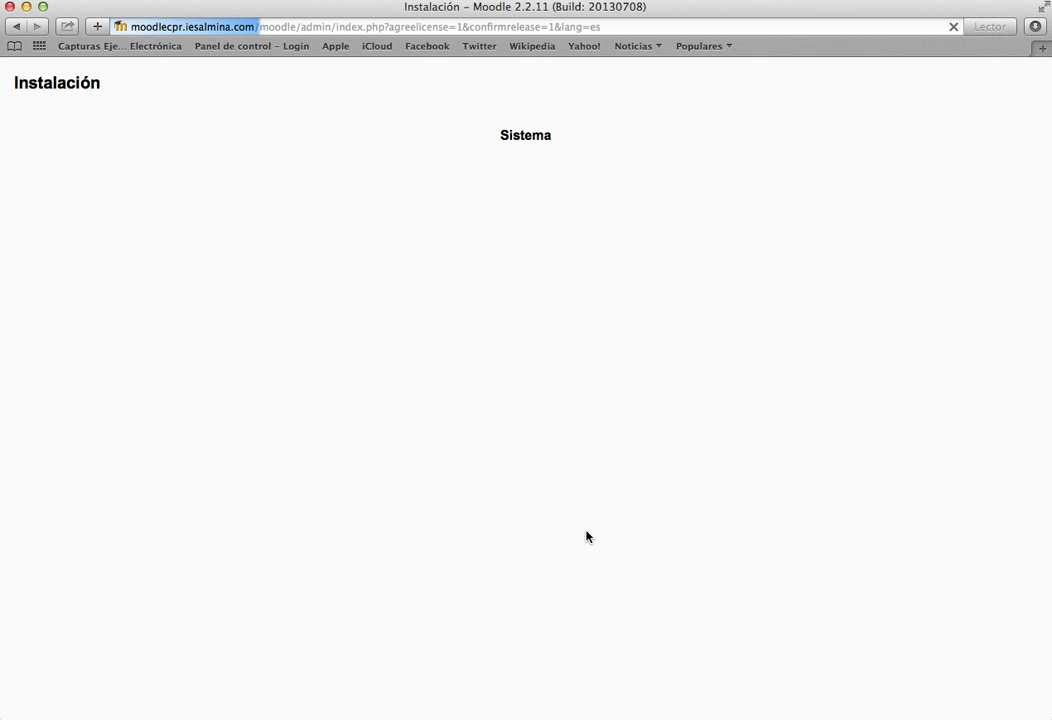 Instalación – Moodle 2.2.11 (Build: 20130708)
moodlecpr.iesalmina.com/moodle/admin/index.php?agreelicense=1&confirmrelease=1&lang=es
Lector
Capturas Eje... Electrónica Panel de control – Login Apple iCloud Facebook Twitter Wikipedia Yahoo! Noticias Populares
Instalación
Sistema